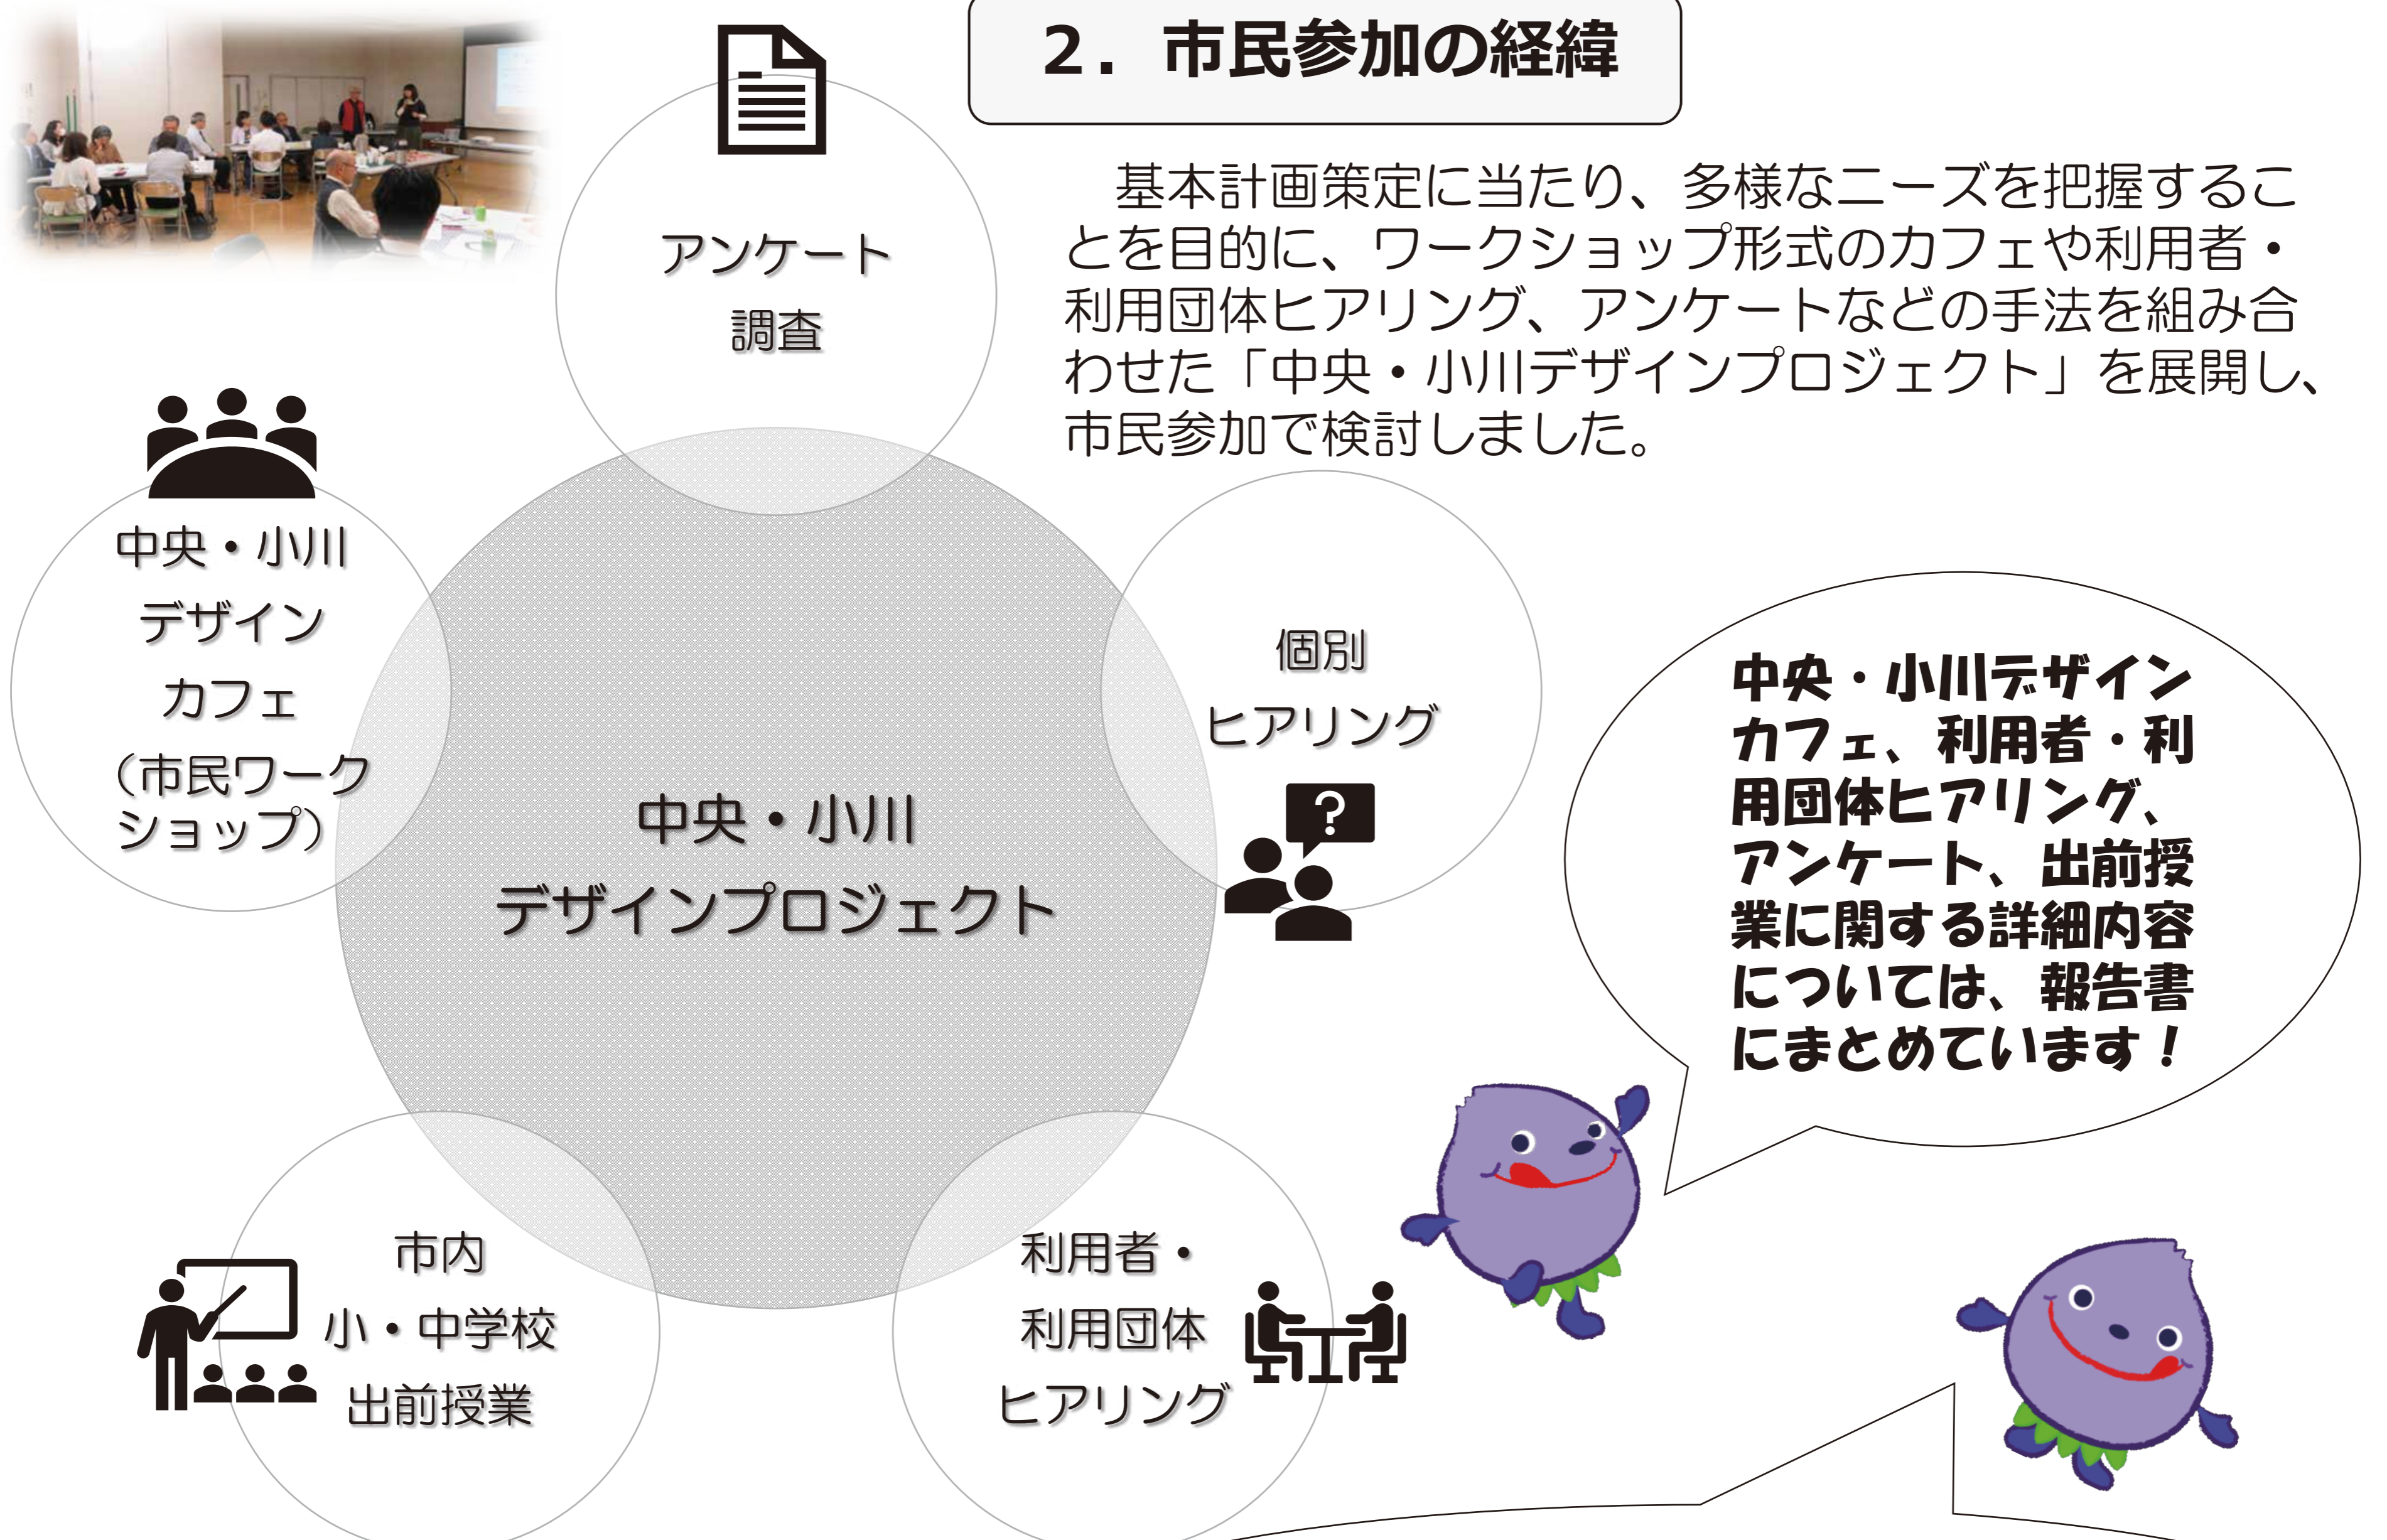 2．市民参加の経緯
基本計画策定に当たり、多様なニーズを把握するこ
とを目的に、ワークショップ形式のカフェや利用者・
利用団体ヒアリング、アンケートなどの手法を組み合
わせた「中央・小川デザインプロジェクト」を展開し、
市民参加で検討しました。
アンケート
調査
中央・小川
デザイン
カフェ
（市民ワーク
ショップ）
個別
ヒアリング
?
中央・小川
デザインプロジェクト
市内
小・中学校
出前授業
利用者・
利用団体
ヒアリング
中央・小川デザイン
カフェ、利用者・利
用団体ヒアリング、
アンケート、出前授
業に関する詳細内容
については、報告書
にまとめています！